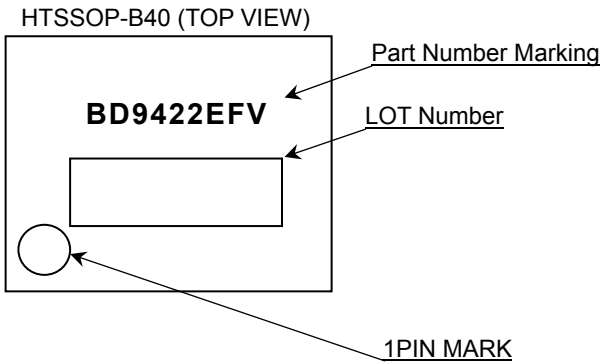 HTSSOP-B40 (TOP VIEW)
Part Number Marking
BD9422EFV
LOT Number
1PIN MARK